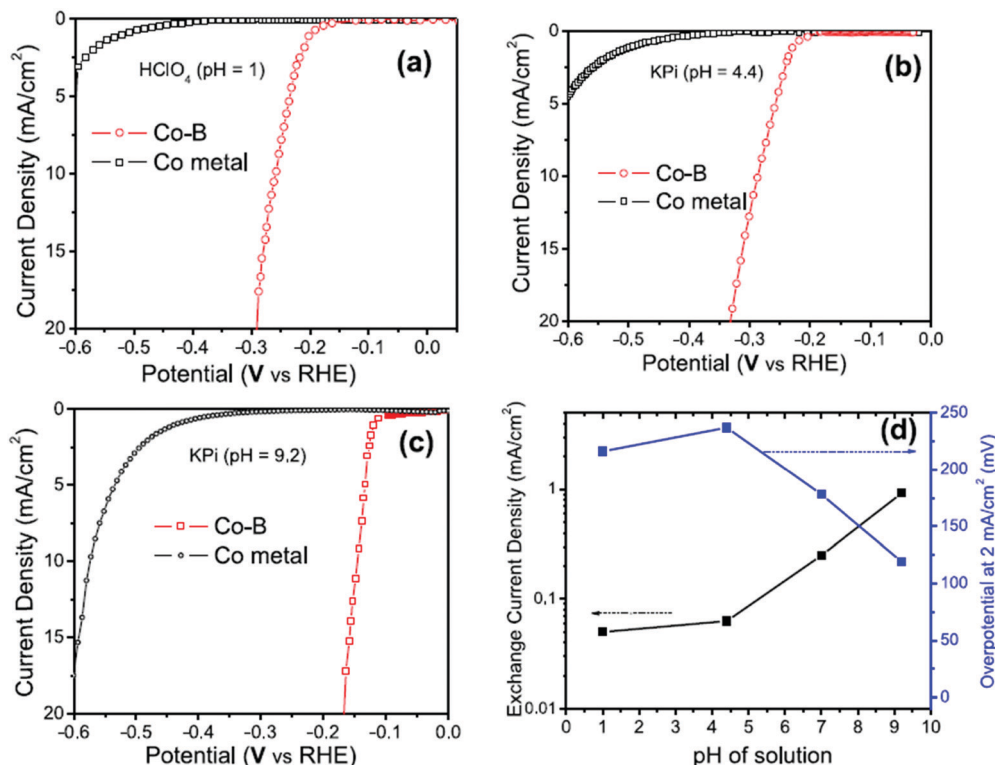 (a)
HClO₄ (pH = 1)
Co-B
Co metal
Current Density (mA/cm²)
0
5
10
15
20
-0.6 -0.5 -0.4 -0.3 -0.2 -0.1 0.0
Potential (V vs RHE)
(b)
KPi (pH = 4.4)
Co-B
Co metal
Current Density (mA/cm²)
0
5
10
15
20
-0.6 -0.5 -0.4 -0.3 -0.2 -0.1 0.0
Potential (V vs RHE)
(c)
KPi (pH = 9.2)
Co-B
Co metal
Current Density (mA/cm²)
0
5
10
15
20
-0.6 -0.5 -0.4 -0.3 -0.2 -0.1 0.0
Potential (V vs RHE)
(d)
Exchange Current Density (mA/cm²)
1
0.1
0.01
Overpotential at 2 mA/cm² (mV)
250
200
150
100
50
0
0 1 2 3 4 5 6 7 8 9 10
pH of solution